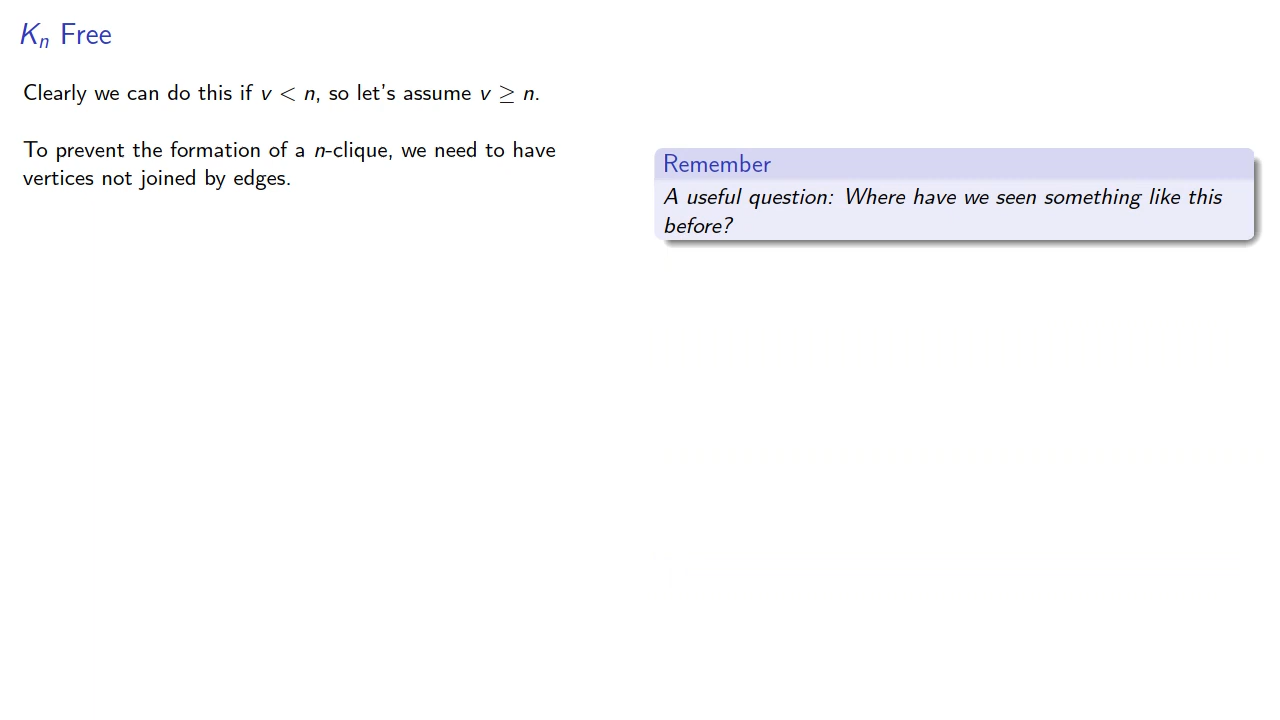 Kₙ Free
Clearly we can do this if v < n, so let's assume v ≥ n.
To prevent the formation of a n-clique, we need to have
vertices not joined by edges.
Remember
A useful question: Where have we seen something like this
before?